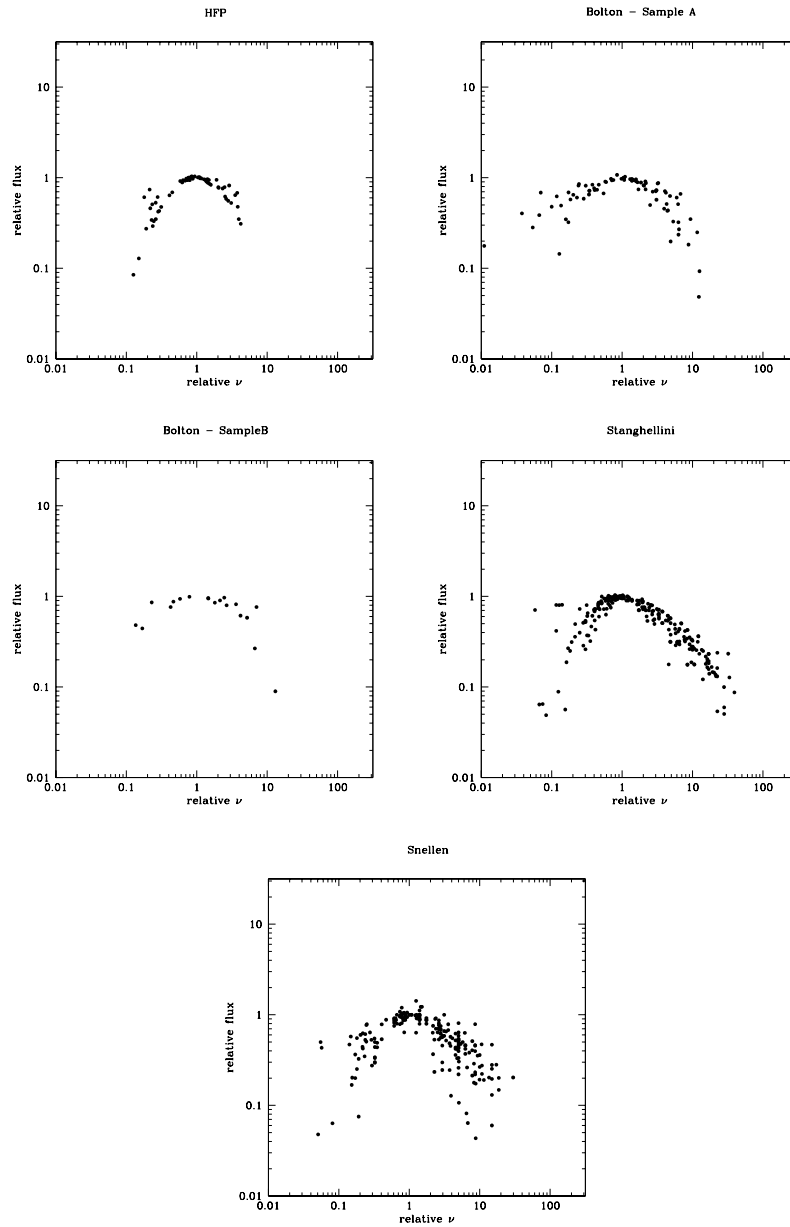 HFP
Bolton – Sample A
10
1
0.1
0.01
relative flux
0.01 0.1 1 10 100
relative ν
10
1
0.1
0.01
relative flux
0.01 0.1 1 10 100
relative ν
Bolton – SampleB
Stanghellini
10
1
0.1
0.01
relative flux
0.01 0.1 1 10 100
relative ν
10
1
0.1
0.01
relative flux
0.01 0.1 1 10 100
relative ν
Snellen
10
1
0.1
0.01
relative flux
0.01 0.1 1 10 100
relative ν